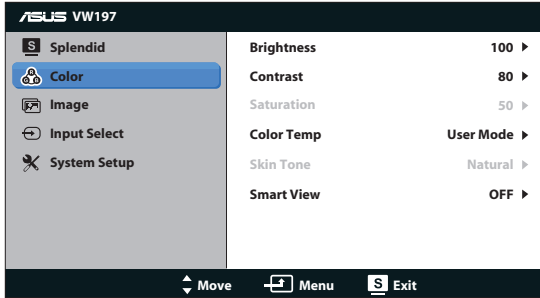 ASUS VW197
S Splendid
Color
Image
Input Select
System Setup
Brightness 100
Contrast 80
Saturation 50
Color Temp User Mode
Skin Tone Natural
Smart View OFF
Move Menu S Exit